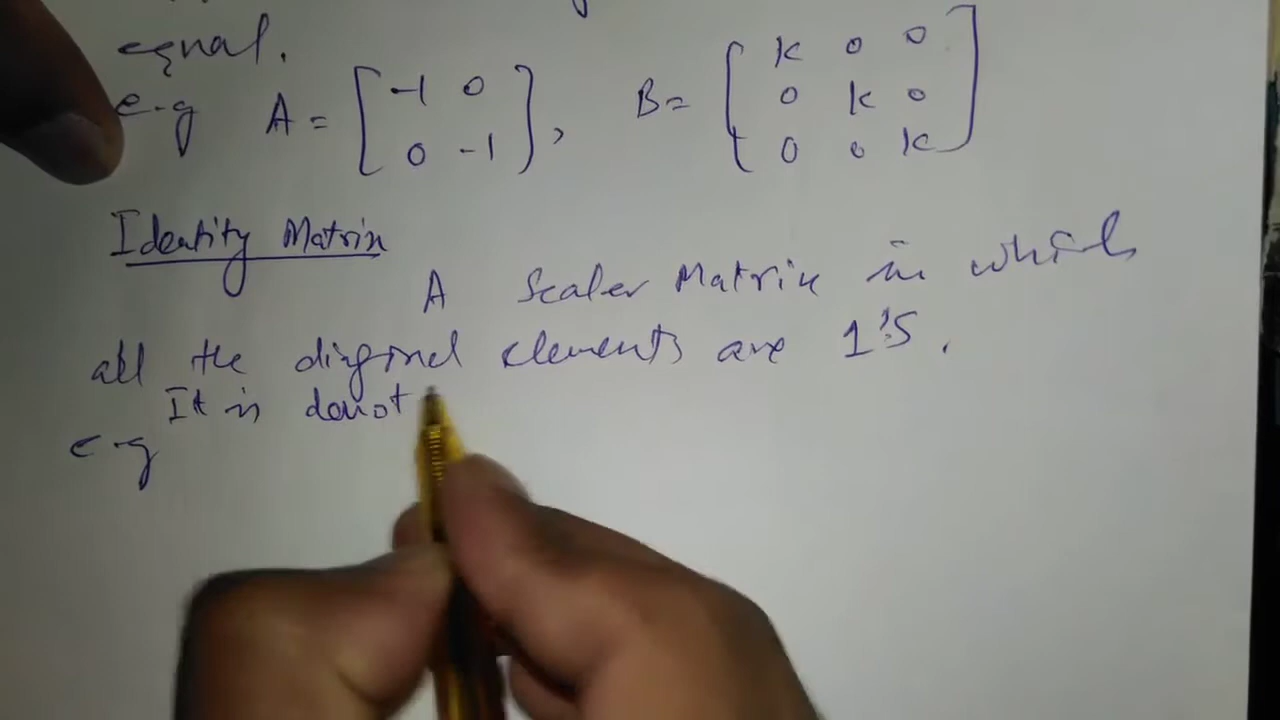 equal.
e-g A = [ -1 0 0 -1 ], B = [ k 0 0 0 k 0 0 0 k ]
Identity Matrix
A Scaler Matrix in which
all the diagonal elements are 1's.
It is denot
e-g